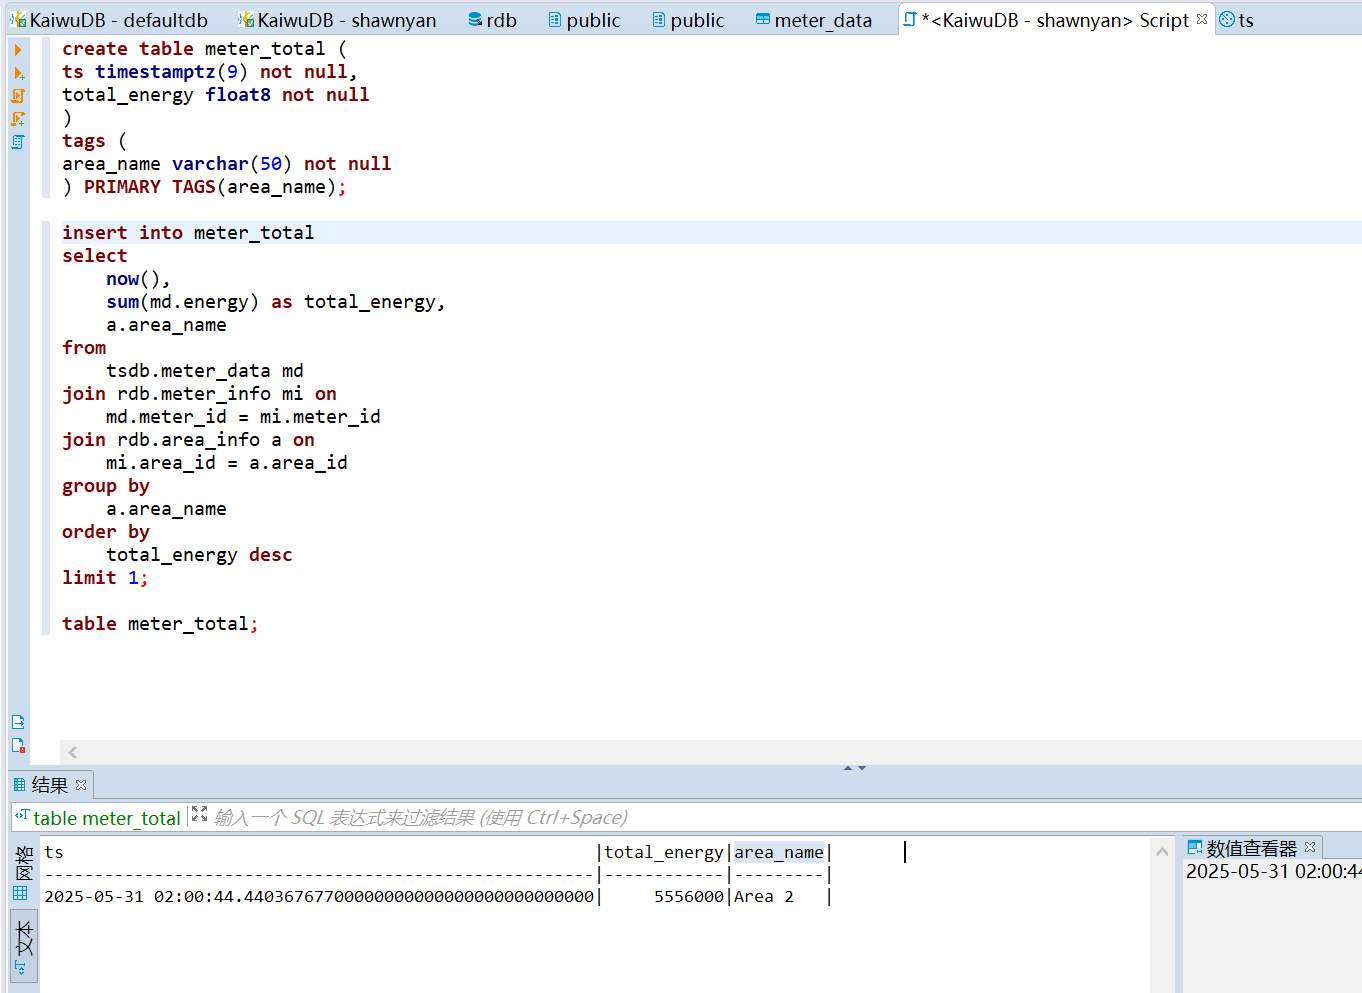 KaiwuDB - defaultdb KaiwuDB - shawnyan rdb public public meter_data *<KaiwuDB - shawnyan> Script ts
create table meter_total (
ts timestamptz(9) not null,
total_energy float8 not null
)
tags (
area_name varchar(50) not null
) PRIMARY TAGS(area_name);
insert into meter_total
select
now(),
sum(md.energy) as total_energy,
a.area_name
from
tsdb.meter_data md
join rdb.meter_info mi on
md.meter_id = mi.meter_id
join rdb.area_info a on
mi.area_id = a.area_id
group by
a.area_name
order by
total_energy desc
limit 1;
table meter_total;
结果
table meter_total 输入一个 SQL 表达式来过滤结果 (使用 Ctrl+Space)
网格
文本
ts |total_energy|area_name|
--------------------------------------------------|------------|---------|
2025-05-31 02:00:44.4403676770000000000000000000000| 5556000|Area 2 |
数值查看器
2025-05-31 02:00:44